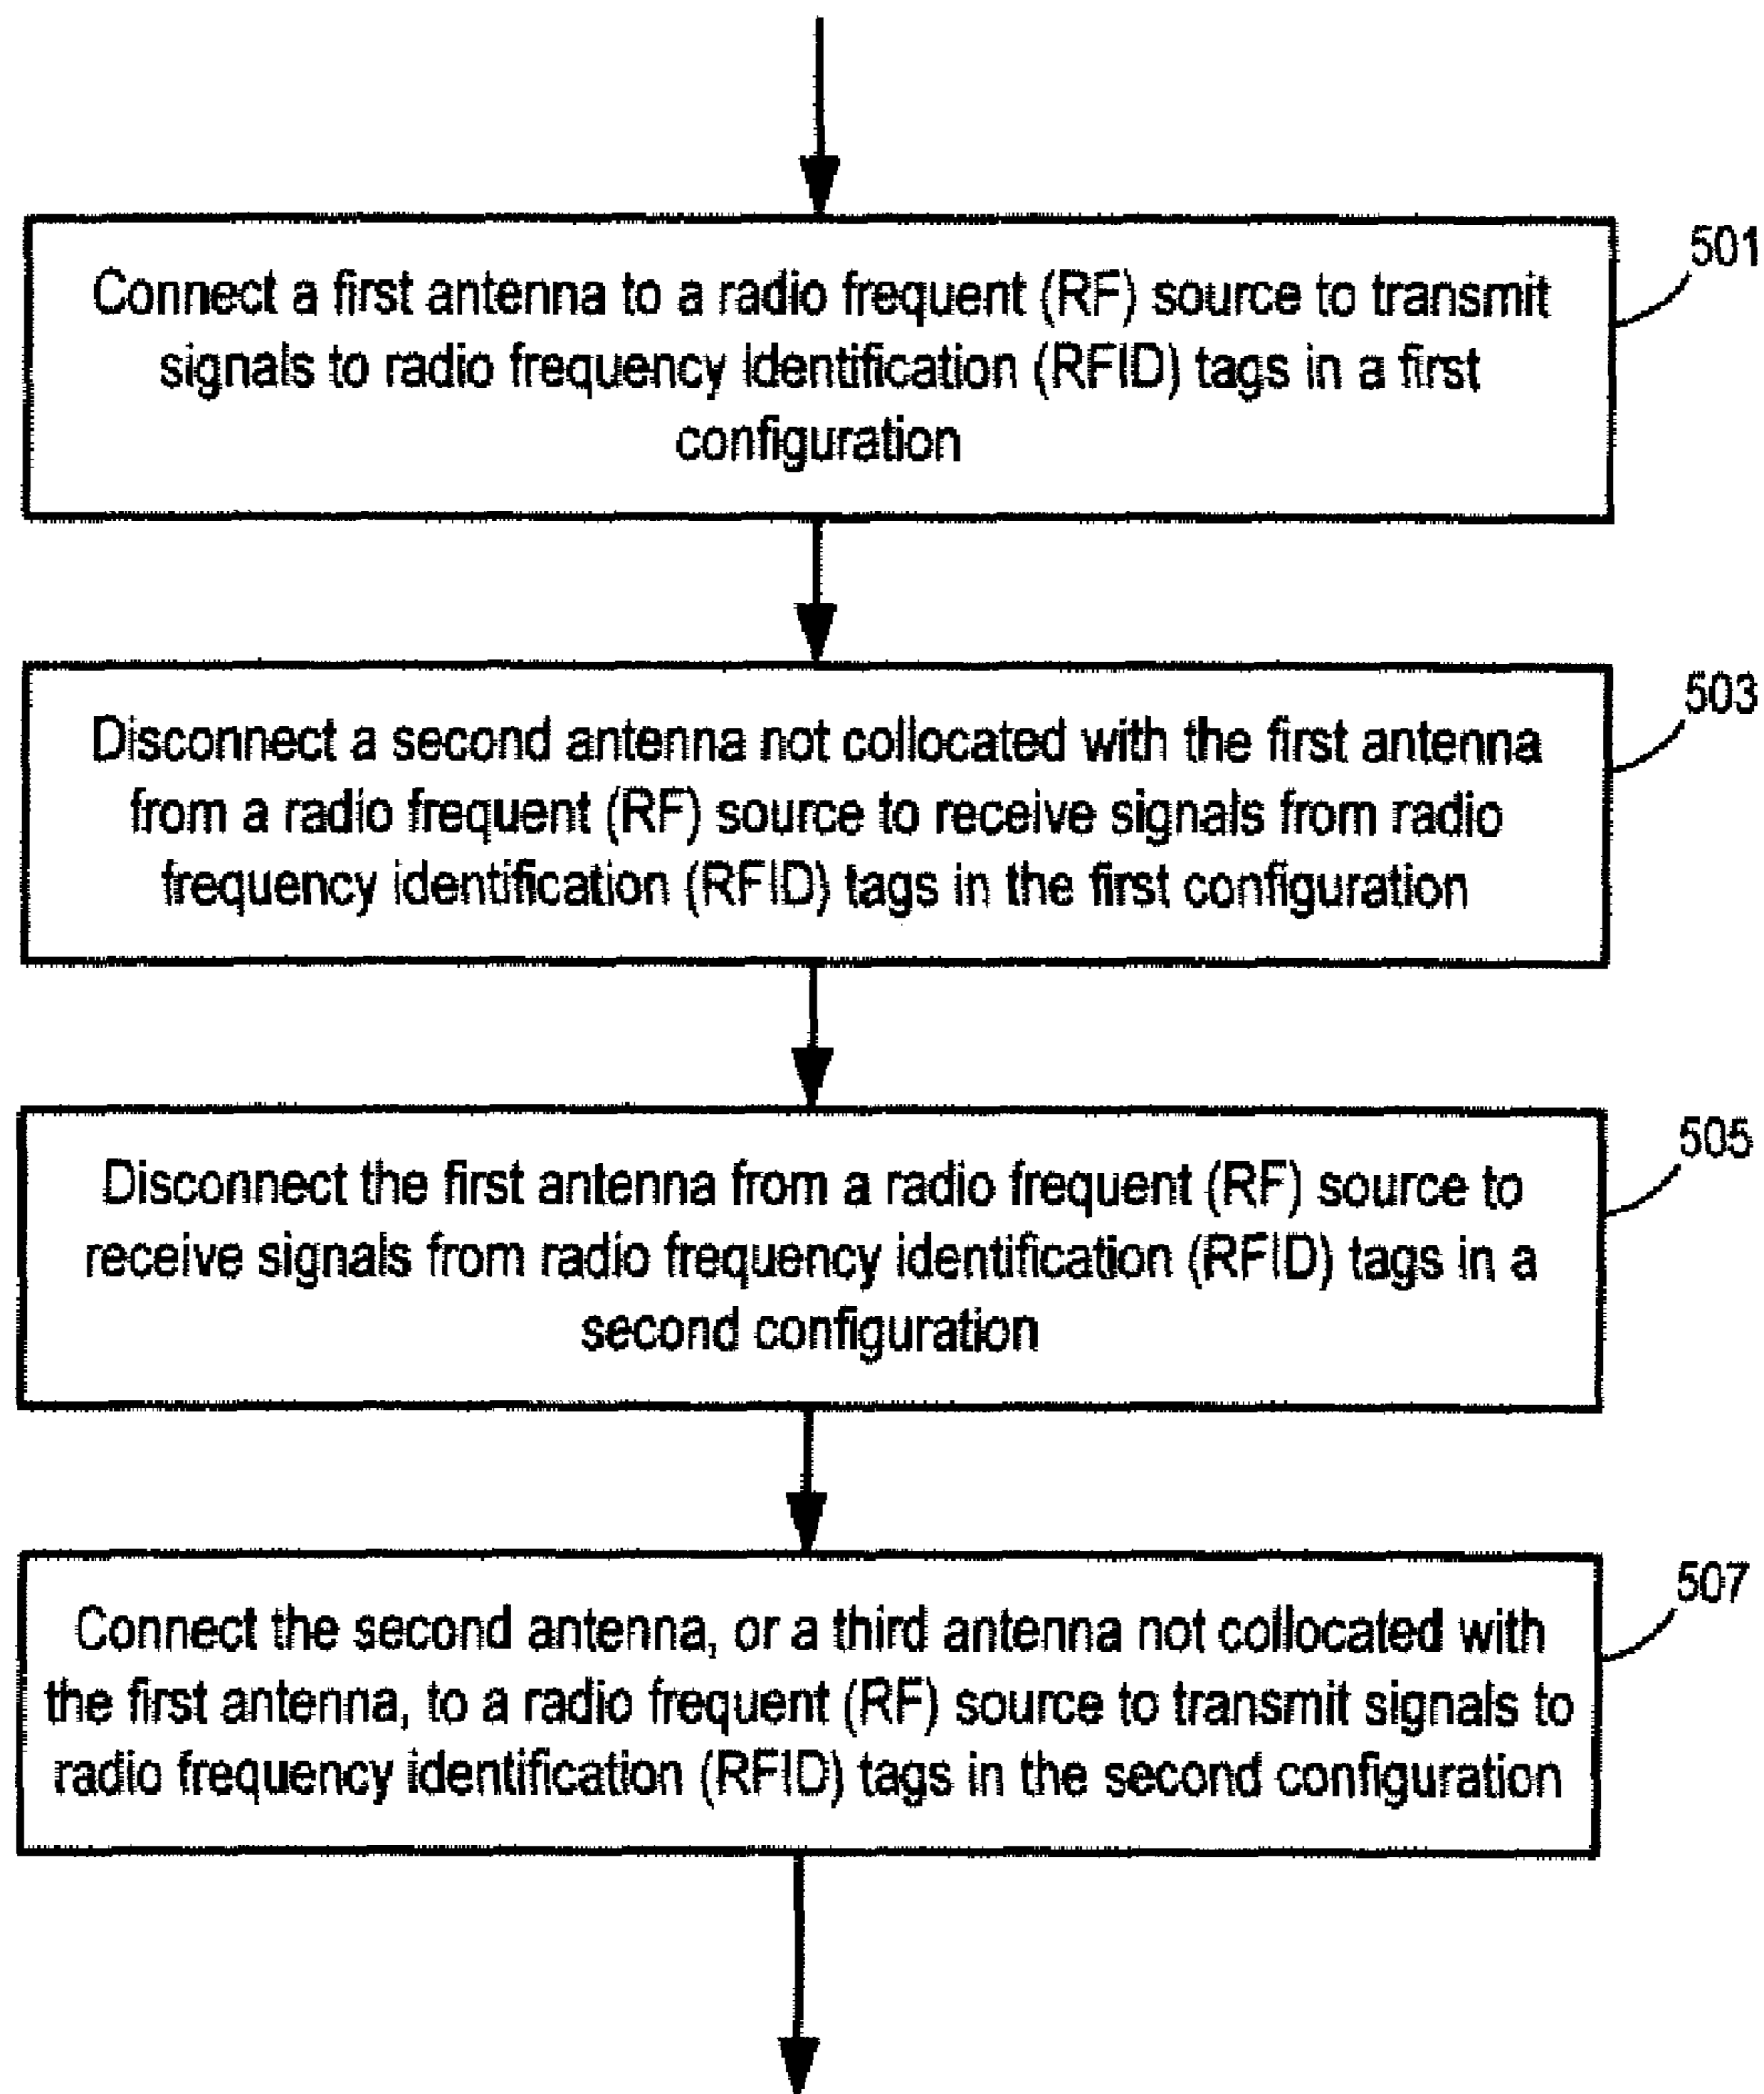 Connect a first antenna to a radio frequent (RF) source to transmit
signals to radio frequency identification (RFID) tags in a first
configuration
501
Disconnect a second antenna not collocated with the first antenna
from a radio frequent (RF) source to receive signals from radio
frequency identification (RFID) tags in the first configuration
503
Disconnect the first antenna from a radio frequent (RF) source to
receive signals from radio frequency identification (RFID) tags in a
second configuration
505
Connect the second antenna, or a third antenna not collocated with
the first antenna, to a radio frequent (RF) source to transmit signals to
radio frequency identification (RFID) tags in the second configuration
507